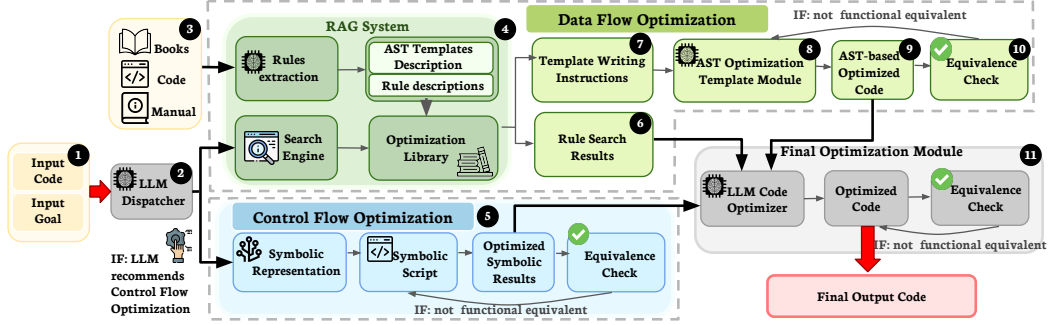 3
Books
Code
Manual
1
Input
Code
Input
Goal
2
LLM
Dispatcher
IF: LLM
recommends
Control Flow
Optimization
RAG System
4
Rules
extraction
AST Templates
Description
Rule descriptions
Search
Engine
Optimization
Library
Data Flow Optimization
IF: not functional equivalent
7
Template Writing
Instructions
8
AST Optimization
Template Module
9
AST-based
Optimized
Code
10
Equivalence
Check
6
Rule Search
Results
Control Flow Optimization
5
Symbolic
Representation
Symbolic
Script
Optimized
Symbolic
Results
Equivalence
Check
IF: not functional equivalent
Final Optimization Module
11
LLM Code
Optimizer
Optimized
Code
Equivalence
Check
IF: not functional equivalent
Final Output Code